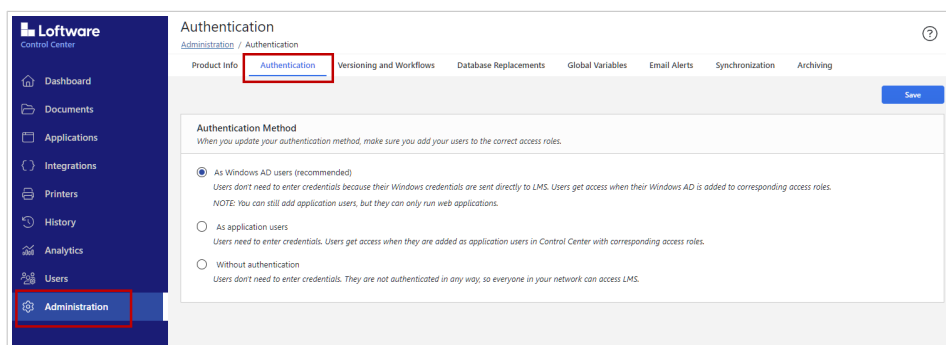 Loftware
Control Center
Dashboard
Documents
Applications
Integrations
Printers
History
Analytics
Users
Administration
Authentication
Administration / Authentication
Product Info Authentication Versioning and Workflows Database Replacements Global Variables Email Alerts Synchronization Archiving
Save
Authentication Method
When you update your authentication method, make sure you add your users to the correct access roles.
As Windows AD users (recommended)
Users don't need to enter credentials because their Windows credentials are sent directly to LMS. Users get access when their Windows AD is added to corresponding access roles.
NOTE: You can still add application users, but they can only run web applications.
As application users
Users need to enter credentials. Users get access when they are added as application users in Control Center with corresponding access roles.
Without authentication
Users don't need to enter credentials. They are not authenticated in any way, so everyone in your network can access LMS.